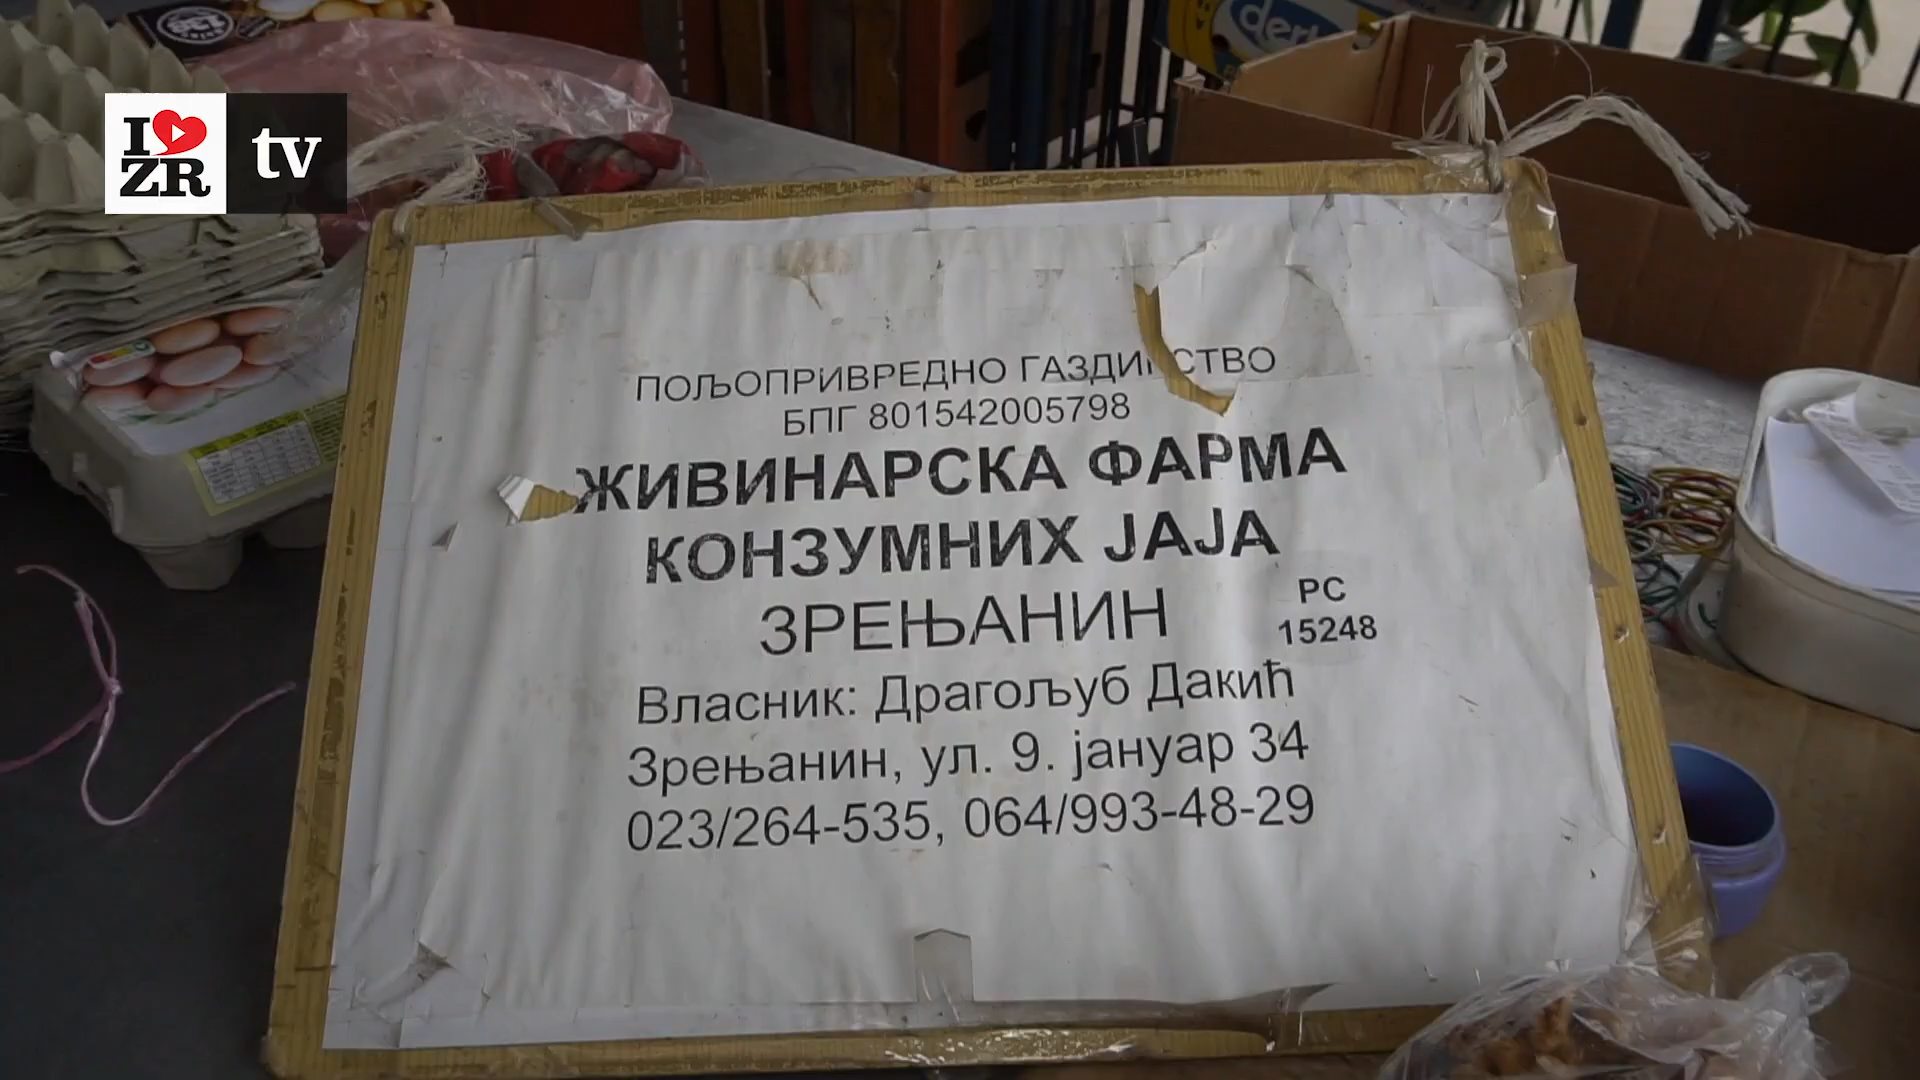 I ZR tv
derb
ПОЉОПРИВРЕДНО ГАЗДИНСТВО
БПГ 801542005798
ЖИВИНАРСКА ФАРМА
КОНЗУМНИХ ЈАЈА
ЗРЕЊАНИН
РС
15248
Власник: Драгољуб Дакић
Зрењанин, ул. 9. јануар 34
023/264-535, 064/993-48-29